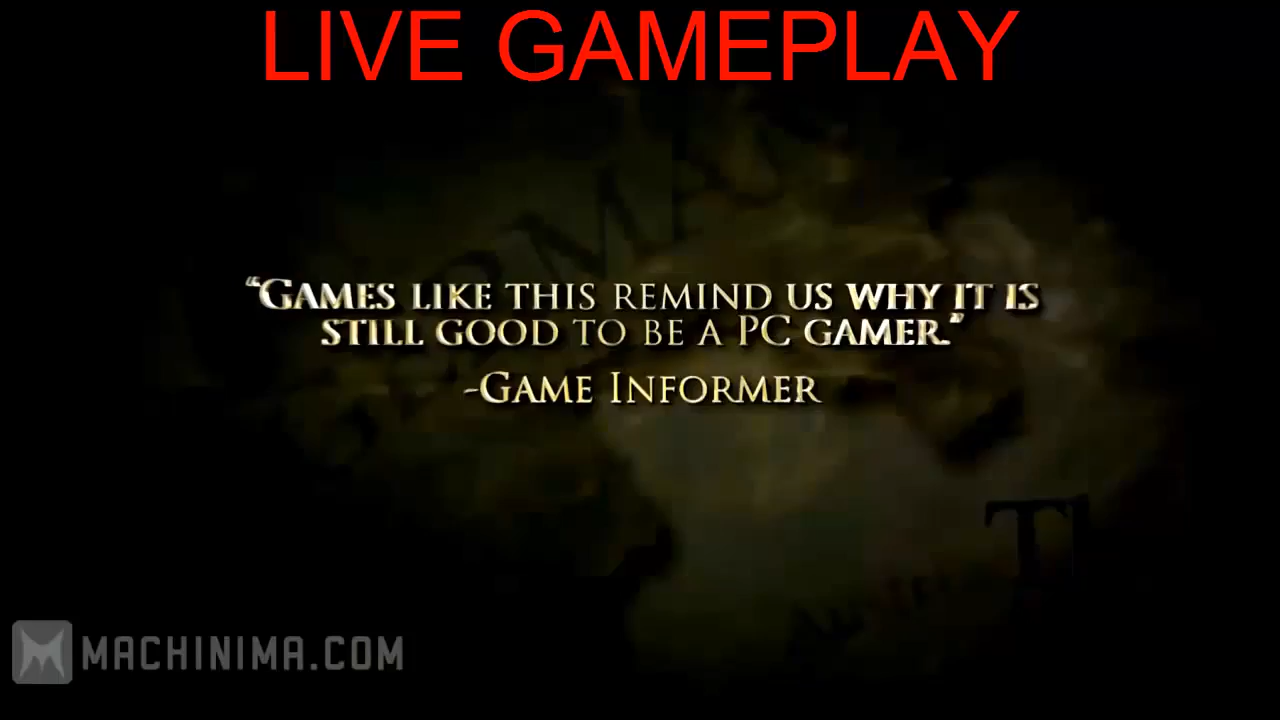 LIVE GAMEPLAY
“GAMES LIKE THIS REMIND US WHY IT IS
STILL GOOD TO BE A PC GAMER.”
-GAME INFORMER
MACHINIMA.COM